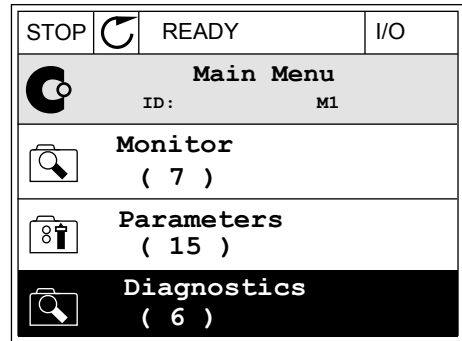 STOP READY I/O
Main Menu
ID: M1
Monitor
( 7 )
Parameters
( 15 )
Diagnostics
( 6 )